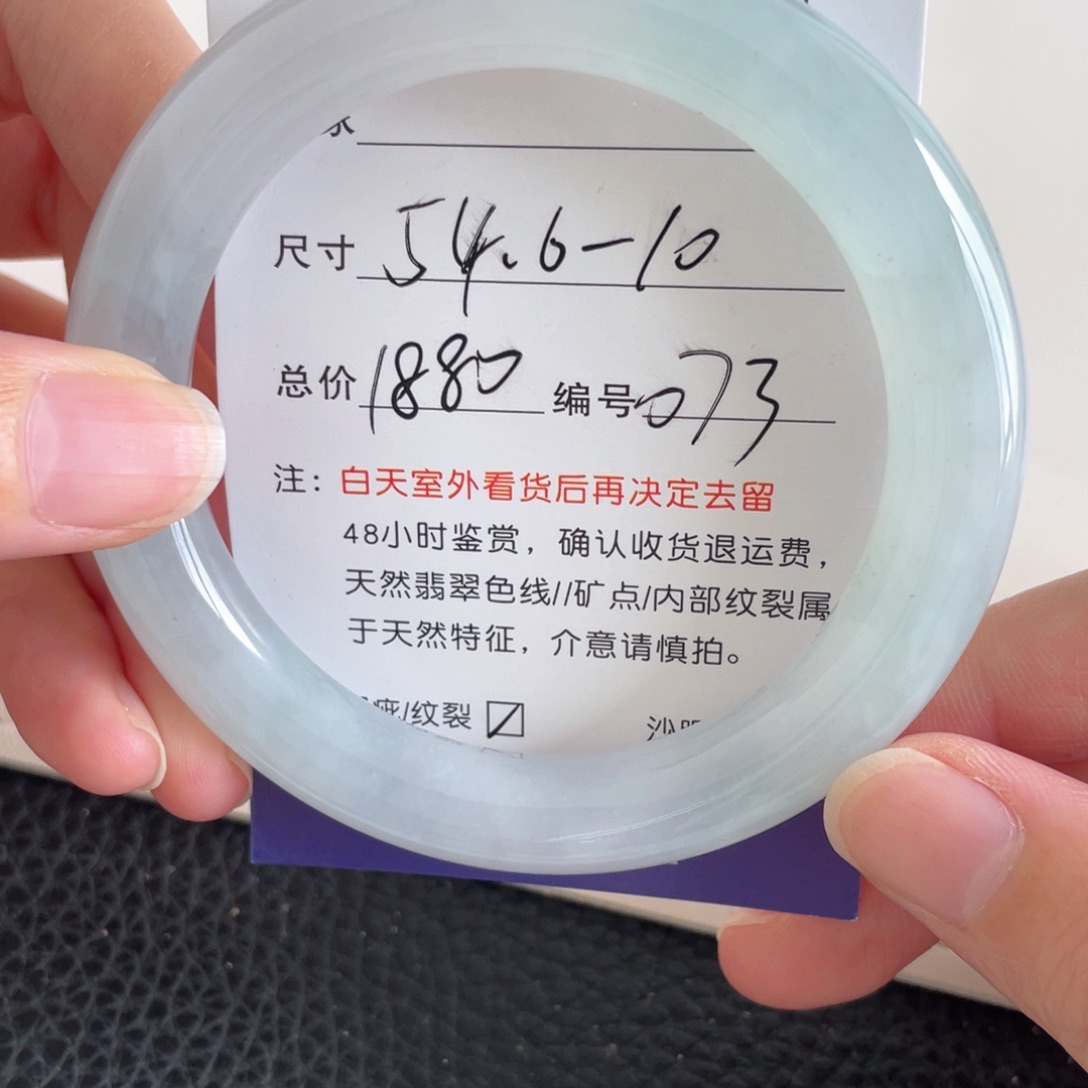 尺寸 54.6-10
总价 1880 编号 073
注：白天室外看货后再决定去留
48小时鉴赏，确认收货退运费，
天然翡翠色线//矿点/内部纹裂属
于天然特征，介意请慎拍。
/纹裂